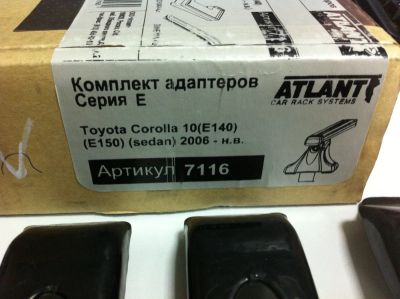 Комплект адаптеров
Серия E
ATLANT
CAR RACK SYSTEMS
Toyota Corolla 10(E140)
(E150) (sedan) 2006 - н.в.
Артикул 7116